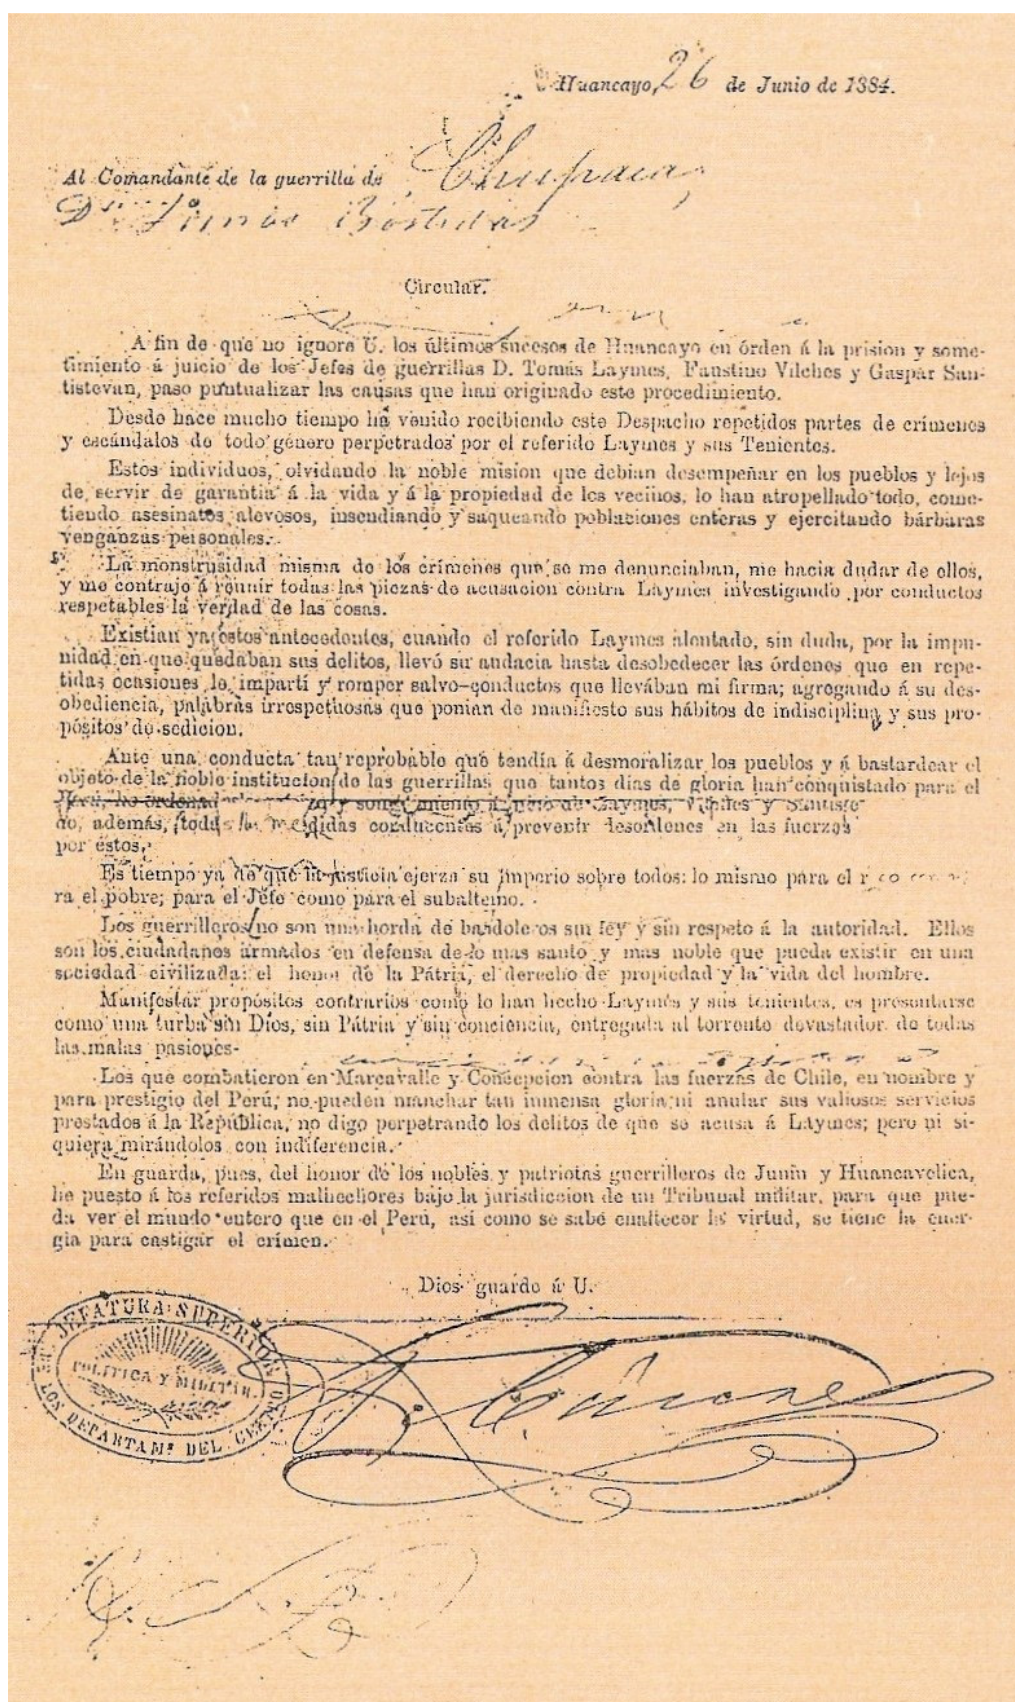 Huancayo, 26 de Junio de 1884.
Al Comandante de la guerrilla de Chupaca,
Bastidas
Circular.
A fin de que no ignore U. los últimos sucesos de Huancayo en órden á la prision y some-
timiento á juicio de los Jefes de guerrillas D. Tomás Laymes, Faustino Vilches y Gaspar San-
tistevan, paso puntualizar las causas que han originado este procedimiento.
Desde hace mucho tiempo ha venido recibiendo este Despacho repetidos partes de crímenes
y escándalos de todo género perpetrados por el referido Laymes y sus Tenientes.
Estos individuos, olvidando la noble mision que debian desempeñar en los pueblos y lejos
de servir de garantia á la vida y á la propiedad de los vecinos, lo han atropellado todo, come-
tiendo asesinatos alevosos, insendiando y saqueando poblaciones enteras y ejercitando bárbaras
venganzas personales.
La monstrusidad misma de los crímenes que se me denunciaban, me hacia dudar de ellos,
y me contrajo á reunir todas las piezas de acusacion contra Laymes investigando por conductos
respetables la verdad de las cosas.
Existian ya estos antecedentes, cuando el referido Laymes alentado, sin duda, por la impu-
nidad en que quedaban sus delitos, llevó su audacia hasta desobedecer las órdenes que en repe-
tidas ocasiones le impartí y romper salvo-conductos que llevában mi firma; agregando á su des-
obediencia, palabras irrespetuosas que ponian de manifiesto sus hábitos de indisciplina y sus pro-
pósitos de sedicion.
Ante una conducta tan reprobable que tendía á desmoralizar los pueblos y á bastardear el
objeto de la noble institucion de las guerrillas que tantos dias de gloria han conquistado para el
Perú, he ordenado y sometimiento á juicio de Laymes, Vilches y
do, además, todas las medidas conducentes á prevenir desordenes en las fuerzas
por éstos.
Es tiempo ya de que la justicia ejerza su imperio sobre todos: lo mismo para el rico
ra el pobre; para el Jefe como para el subalterno.
Los guerrilleros no son una horda de bandoleros sin ley y sin respeto á la autoridad. Ellos
son los ciudadanos armados en defensa de lo mas santo y mas noble que pueda existir en una
sociedad civilizada: el honor de la Pátria, el derecho de propiedad y la vida del hombre.
Manifestar propósitos contrarios como lo han hecho Laymes y sus tenientes, es presentarse
como una turba sin Dios, sin Pátria y sin conciencia, entregada al torrente devastador de todas
las malas pasiones-
Los que combatieron en Marcavalle y Concepcion contra las fuerzas de Chile, en nombre y
para prestigio del Perú, no pueden manchar tan inmensa gloria ni anular sus valiosos servicios
prestados á la República, no digo perpetrando los delitos de que se acusa á Laymes; pero ni si-
quiera mirándolos con indiferencia.
En guarda, pues, del honor de los nobles y patriotas guerrilleros de Junin y Huancavelica,
he puesto á los referidos malhechores bajo la jurisdiccion de un Tribunal militar, para que pue-
da ver el mundo entero que en el Perú, así como se sabe enaltecer la virtud, se tiene la ener-
gia para castigar el crímen.
Dios guarde á U.
JEFATURA SUPERIOR
POLITICA Y MILITAR
LOS DEPARTAMs. DEL CENTRO
Cáceres